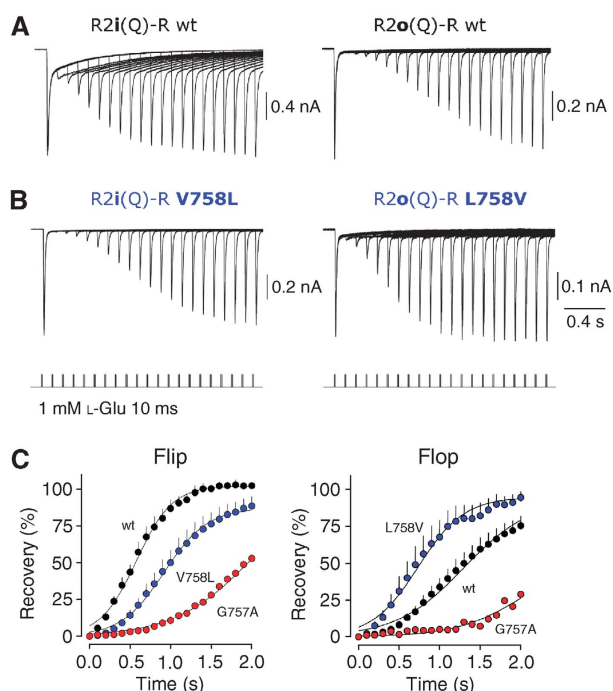 A
R2i(Q)-R wt
R2o(Q)-R wt
0.4 nA
0.2 nA
B
R2i(Q)-R V758L
R2o(Q)-R L758V
0.2 nA
0.1 nA
0.4 s
1 mM L-Glu 10 ms
C
Flip
Flop
Recovery (%)
100
75
50
25
0
wt
V758L
G757A
0.0 0.5 1.0 1.5 2.0
Time (s)
Recovery (%)
100
75
50
25
0
L758V
wt
G757A
0.0 0.5 1.0 1.5 2.0
Time (s)